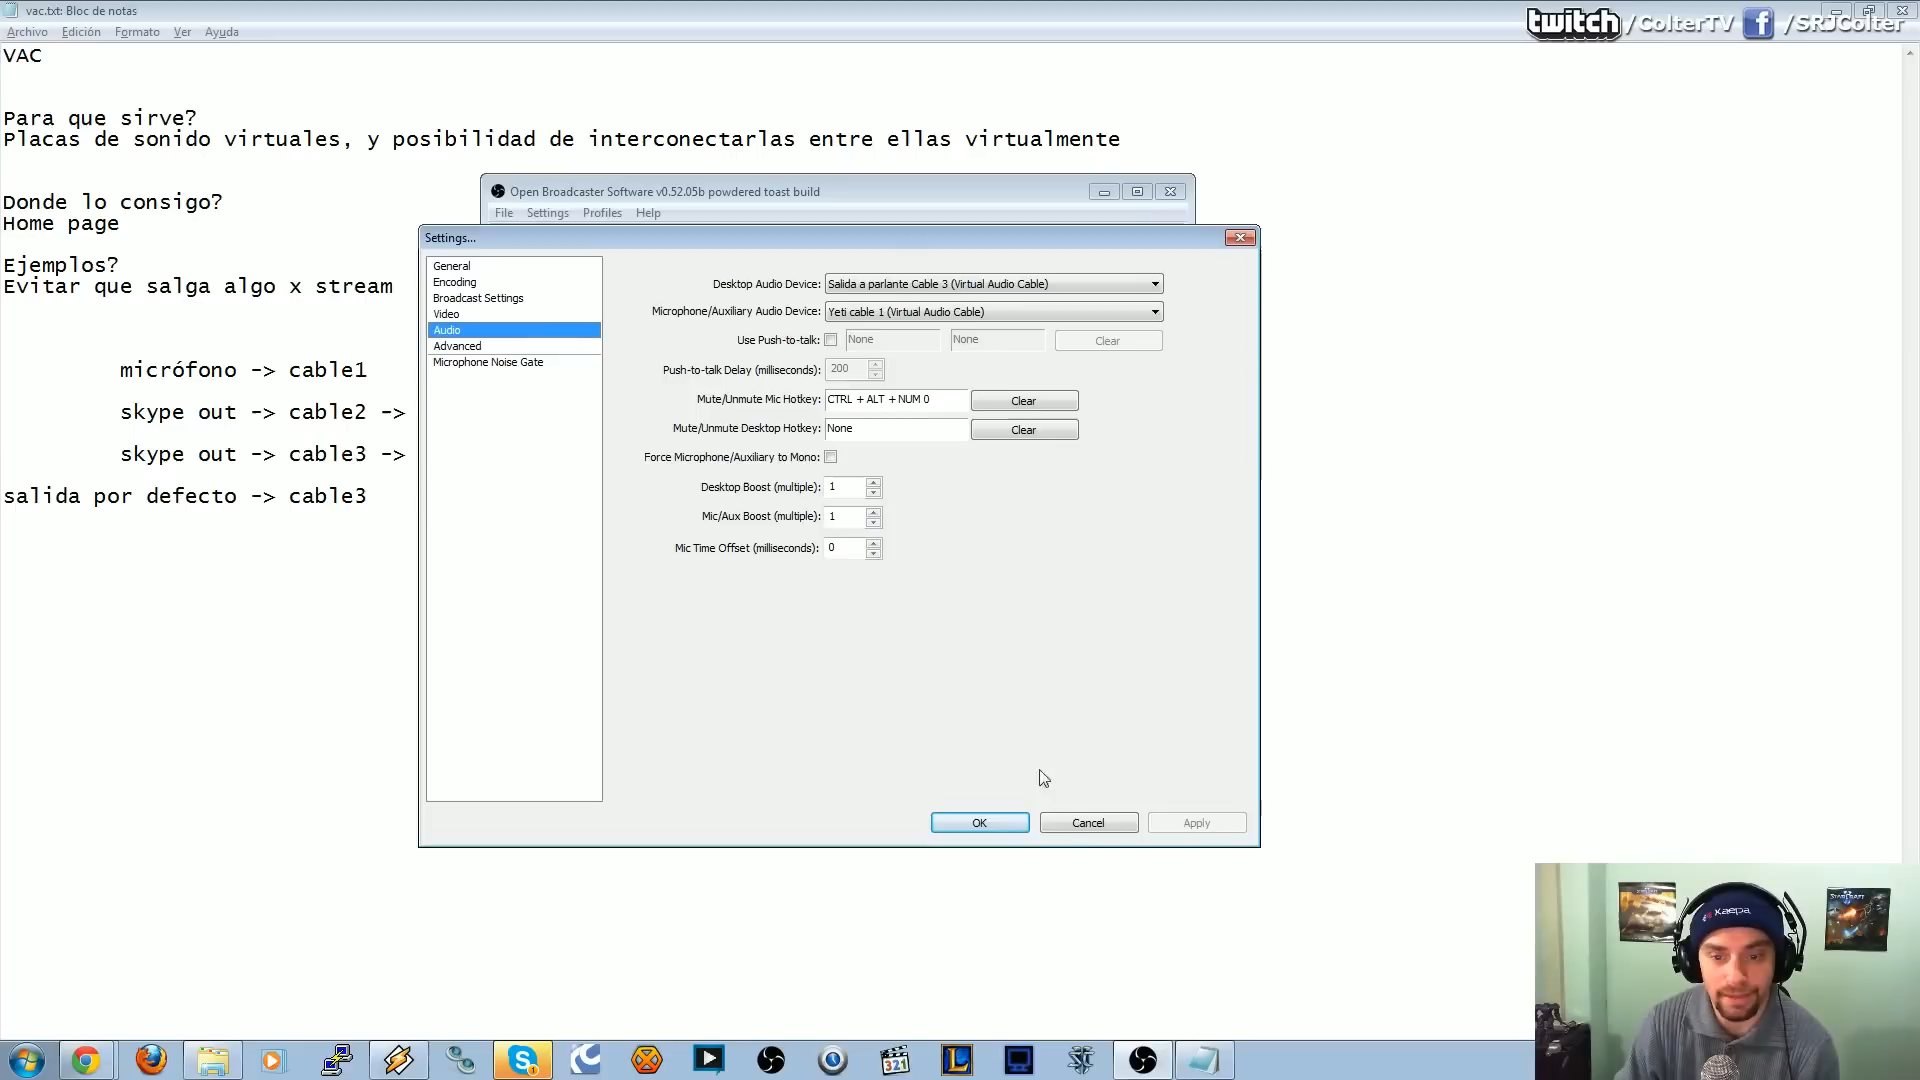 vac.txt: Bloc de notas
Archivo Edición Formato Ver Ayuda
twitch /ColterTV f /SRJColter
VAC
Para que sirve?
Placas de sonido virtuales, y posibilidad de interconectarlas entre ellas virtualmente
Donde lo consigo?
Home page
Ejemplos?
Evitar que salga algo x stream
micrófono -> cable1
skype out -> cable2 ->
skype out -> cable3 ->
salida por defecto -> cable3
Open Broadcaster Software v0.52.05b powdered toast build
File Settings Profiles Help
Settings...
General
Encoding
Broadcast Settings
Video
Audio
Advanced
Microphone Noise Gate
Desktop Audio Device: Salida a parlante Cable 3 (Virtual Audio Cable)
Microphone/Auxiliary Audio Device: Yeti cable 1 (Virtual Audio Cable)
Use Push-to-talk: None None Clear
Push-to-talk Delay (milliseconds): 200
Mute/Unmute Mic Hotkey: CTRL + ALT + NUM 0 Clear
Mute/Unmute Desktop Hotkey: None Clear
Force Microphone/Auxiliary to Mono:
Desktop Boost (multiple): 1
Mic/Aux Boost (multiple): 1
Mic Time Offset (milliseconds): 0
OK Cancel Apply
xaepa
StarCraft
321
L